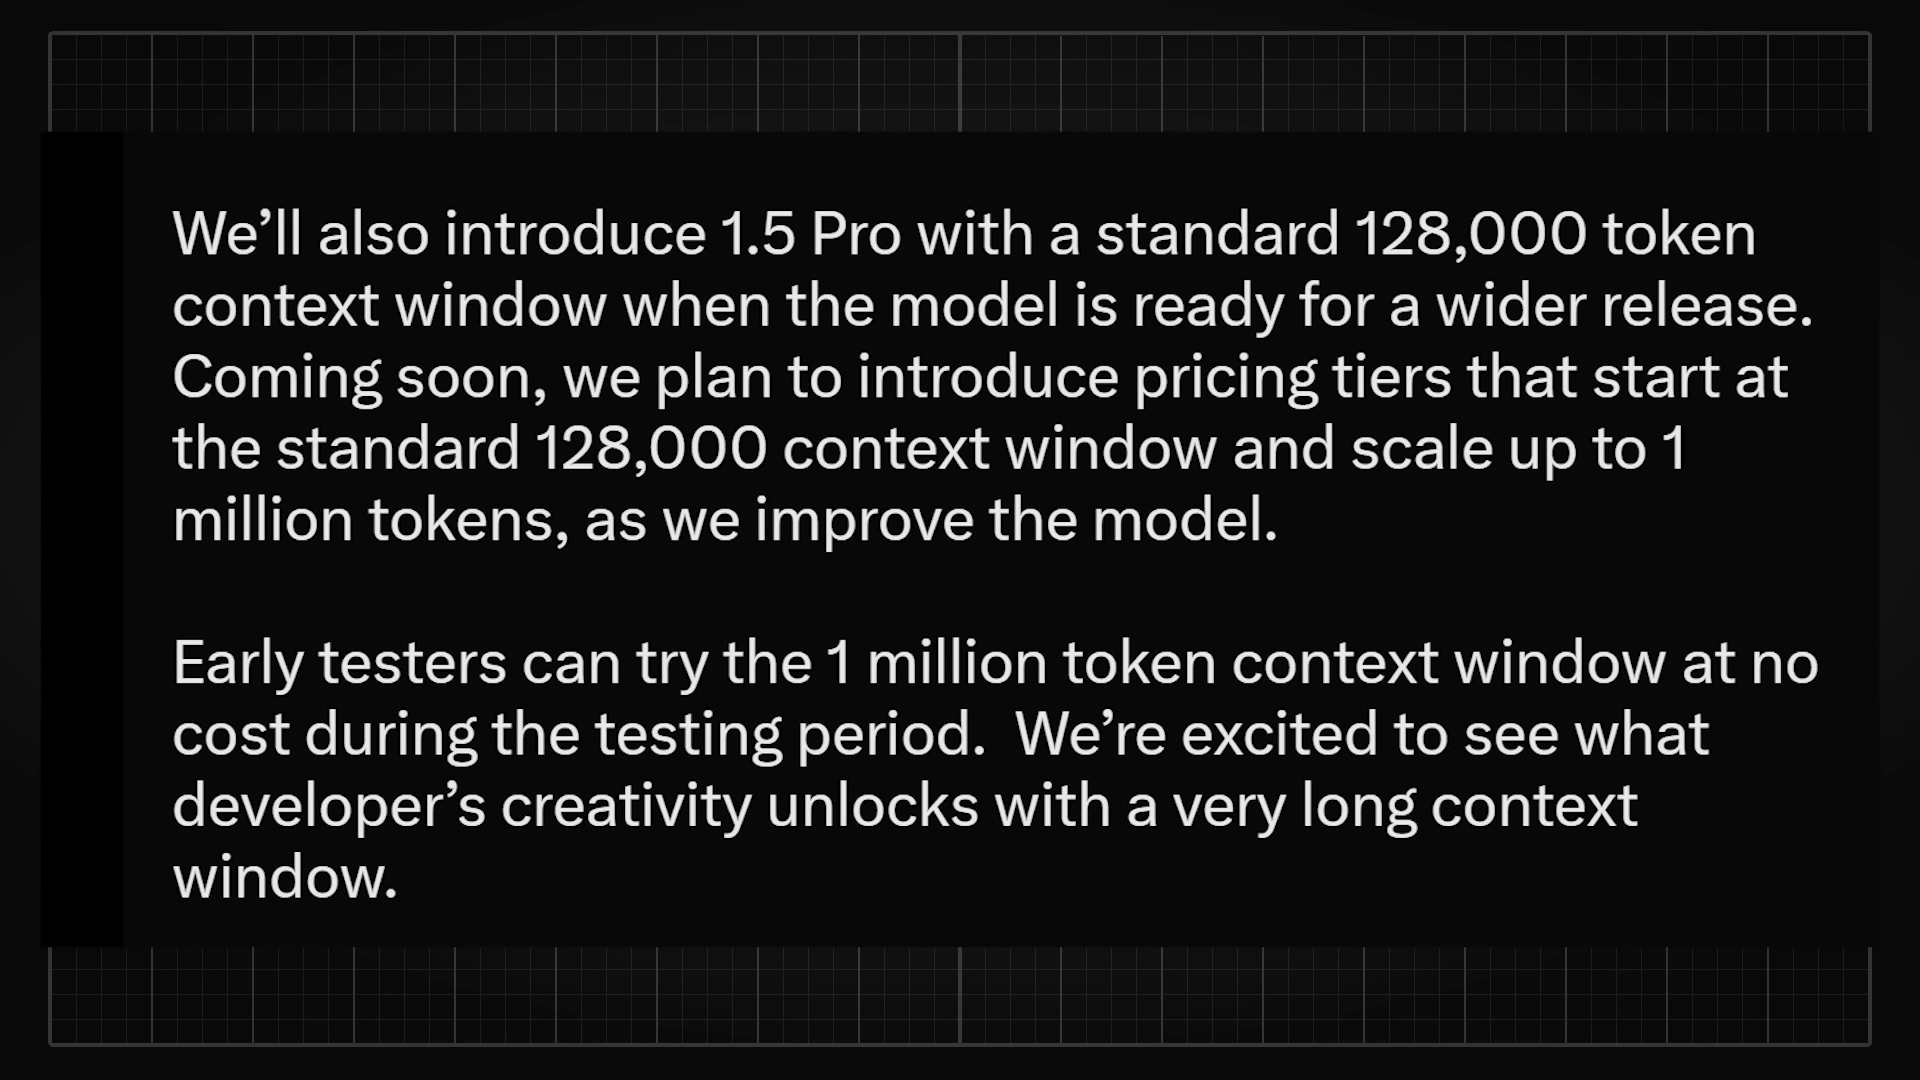 We’ll also introduce 1.5 Pro with a standard 128,000 token
context window when the model is ready for a wider release.
Coming soon, we plan to introduce pricing tiers that start at
the standard 128,000 context window and scale up to 1
million tokens, as we improve the model.
Early testers can try the 1 million token context window at no
cost during the testing period.  We’re excited to see what
developer’s creativity unlocks with a very long context
window.